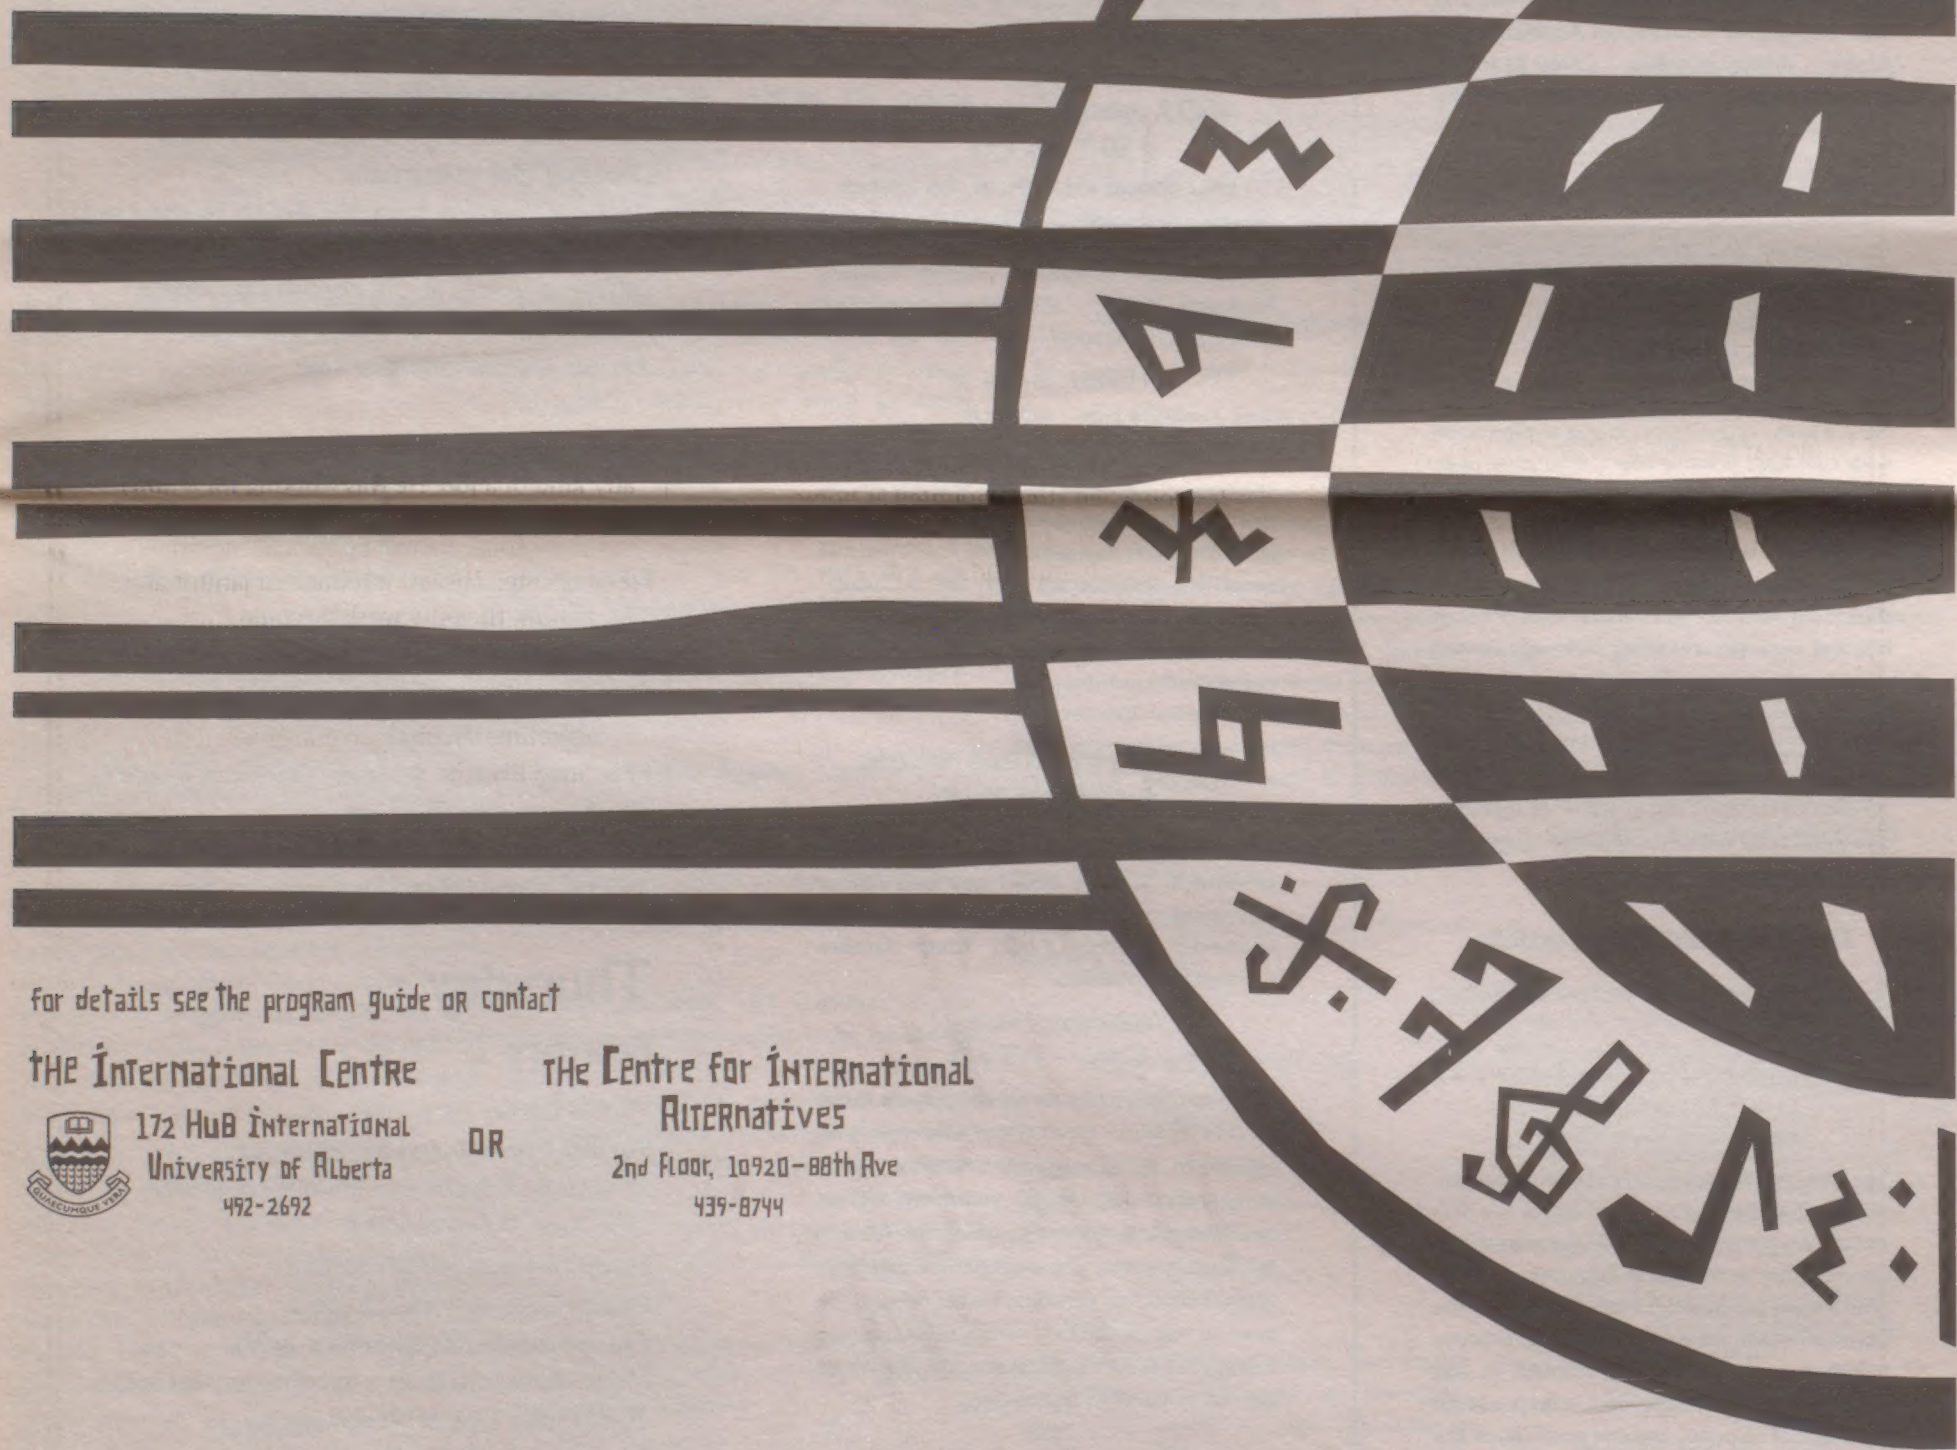 for details see the program guide or contact
the International Centre
172 HUB International
University of Alberta
492-2692
QUAECUMQUE VERA
OR
The Centre for International
Alternatives
2nd Floor, 10920-88th Ave
439-8744